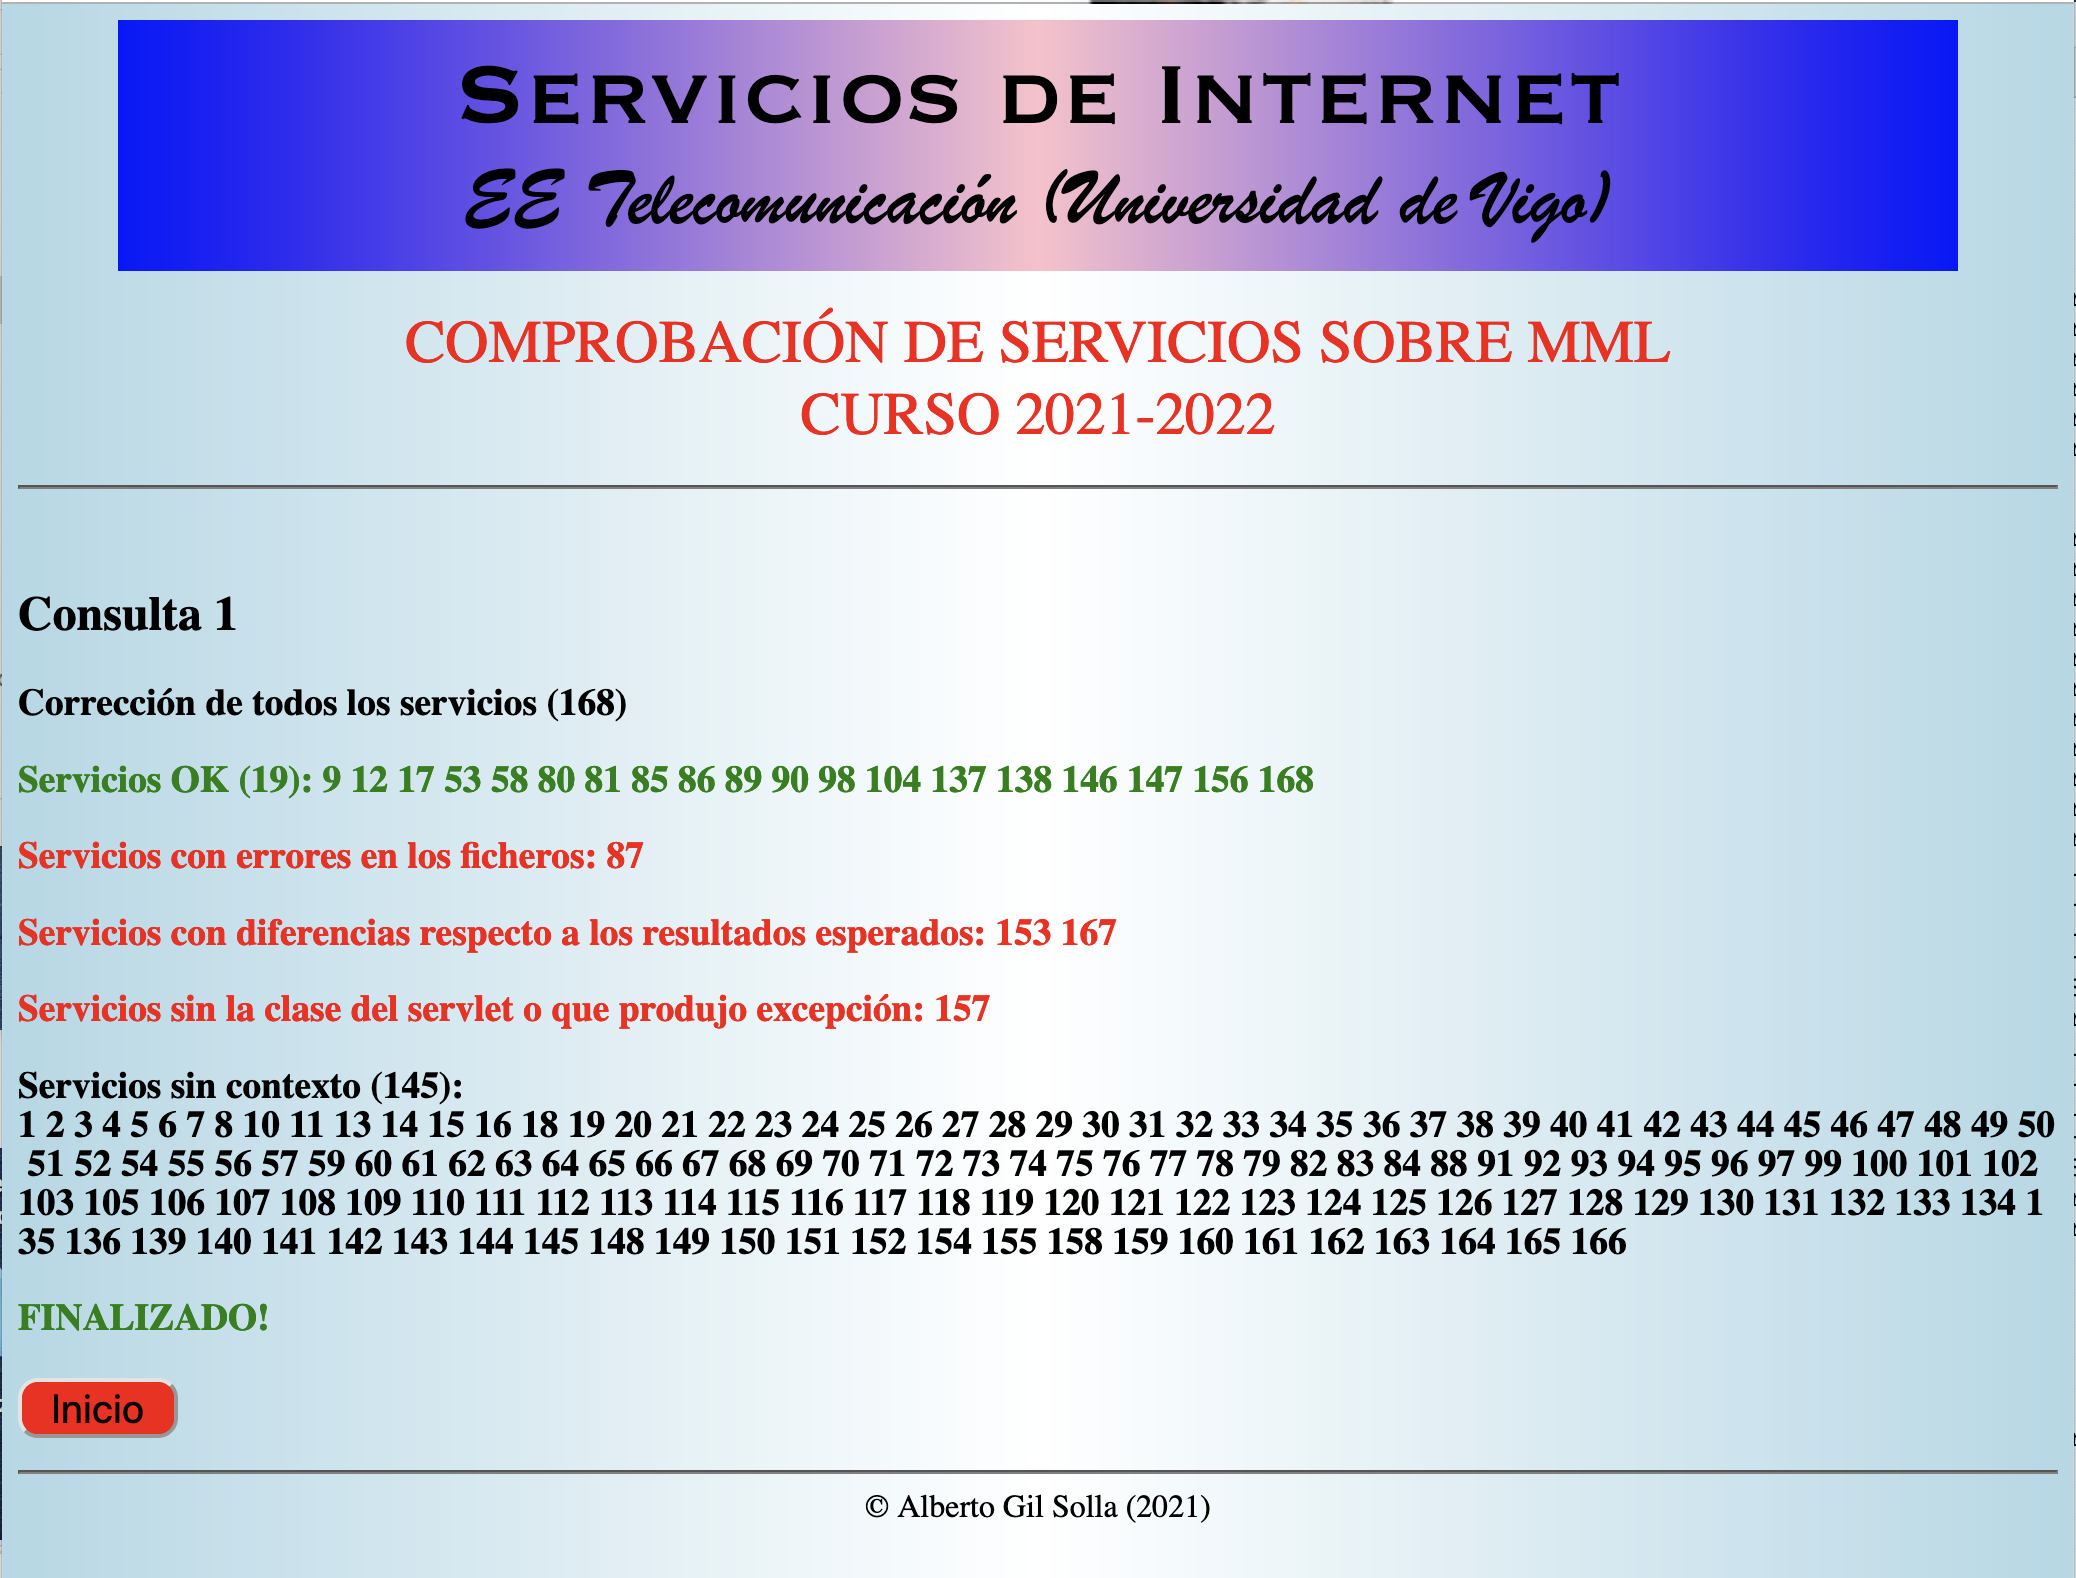 Servicios de Internet
EE Telecomunicación (Universidad de Vigo)
COMPROBACIÓN DE SERVICIOS SOBRE MML
CURSO 2021-2022
Consulta 1
Corrección de todos los servicios (168)
Servicios OK (19): 9 12 17 53 58 80 81 85 86 89 90 98 104 137 138 146 147 156 168
Servicios con errores en los ficheros: 87
Servicios con diferencias respecto a los resultados esperados: 153 167
Servicios sin la clase del servlet o que produjo excepción: 157
Servicios sin contexto (145):
1 2 3 4 5 6 7 8 10 11 13 14 15 16 18 19 20 21 22 23 24 25 26 27 28 29 30 31 32 33 34 35 36 37 38 39 40 41 42 43 44 45 46 47 48 49 50
51 52 54 55 56 57 59 60 61 62 63 64 65 66 67 68 69 70 71 72 73 74 75 76 77 78 79 82 83 84 88 91 92 93 94 95 96 97 99 100 101 102
103 105 106 107 108 109 110 111 112 113 114 115 116 117 118 119 120 121 122 123 124 125 126 127 128 129 130 131 132 133 134 1
35 136 139 140 141 142 143 144 145 148 149 150 151 152 154 155 158 159 160 161 162 163 164 165 166
FINALIZADO!
Inicio
© Alberto Gil Solla (2021)